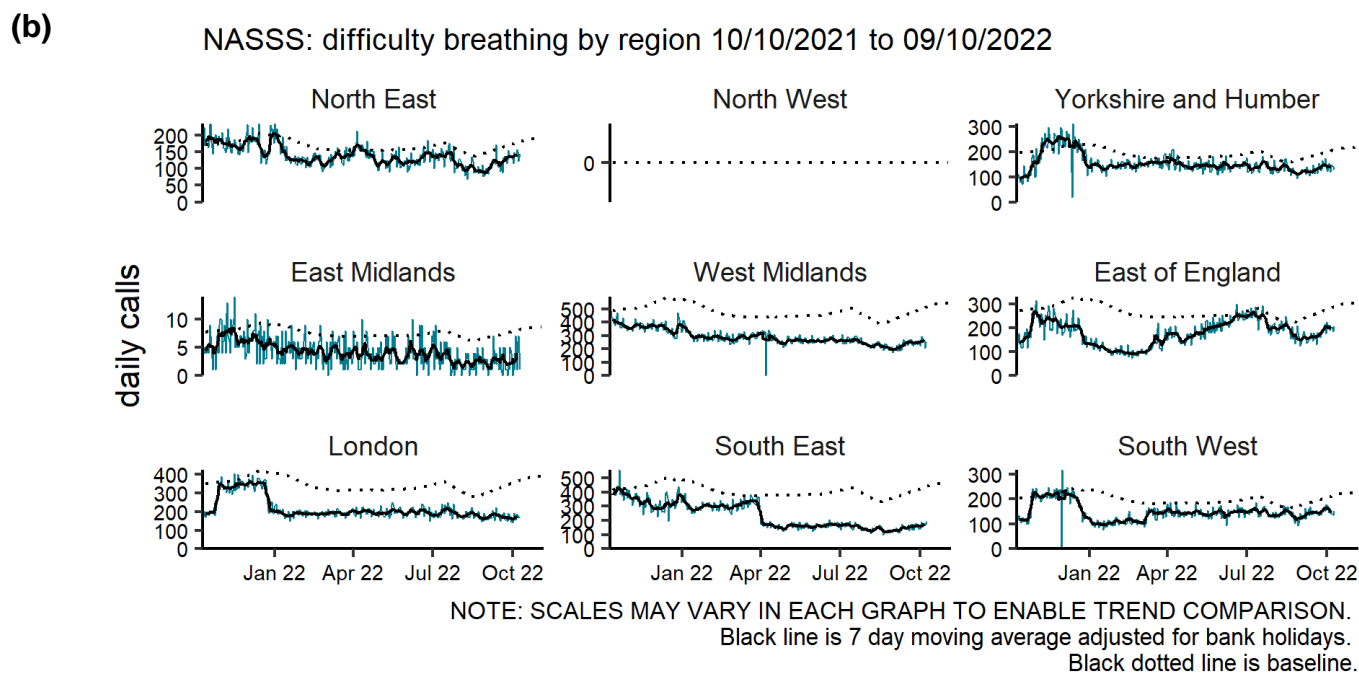 (b)
NASSS: difficulty breathing by region 10/10/2021 to 09/10/2022
daily calls
North East
200
150
100
50
0
North West
0
Yorkshire and Humber
300
200
100
0
East Midlands
10
5
0
West Midlands
500
400
300
200
100
0
East of England
300
200
100
0
London
400
300
200
100
0
Jan 22 Apr 22 Jul 22 Oct 22
South East
500
400
300
200
100
0
Jan 22 Apr 22 Jul 22 Oct 22
South West
300
200
100
0
Jan 22 Apr 22 Jul 22 Oct 22
NOTE: SCALES MAY VARY IN EACH GRAPH TO ENABLE TREND COMPARISON.
Black line is 7 day moving average adjusted for bank holidays.
Black dotted line is baseline.